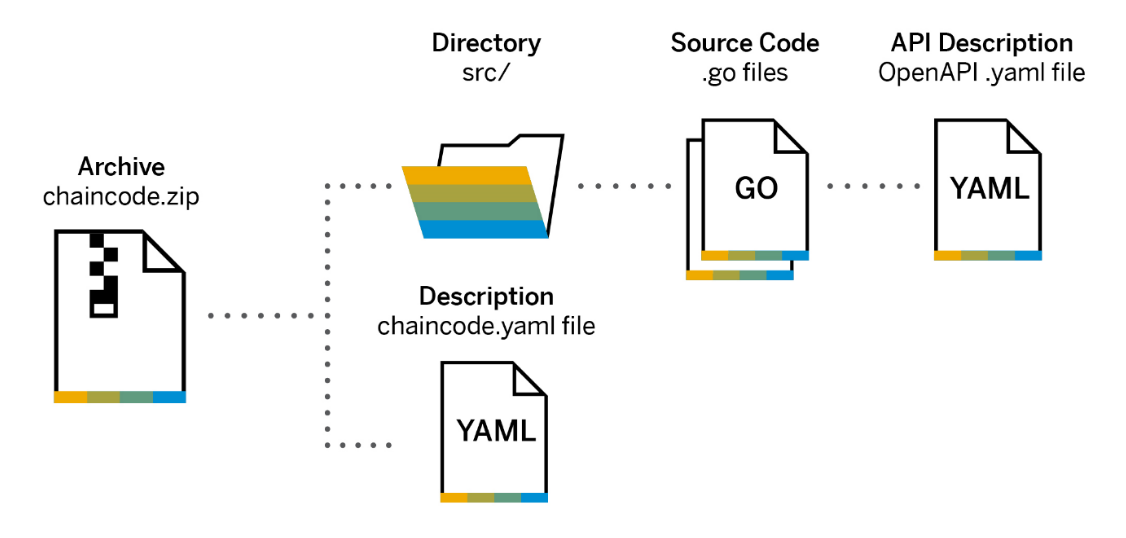 Directory
src/
Source Code
.go files
API Description
OpenAPI .yaml file
Archive
chaincode.zip
GO
YAML
Description
chaincode.yaml file
YAML